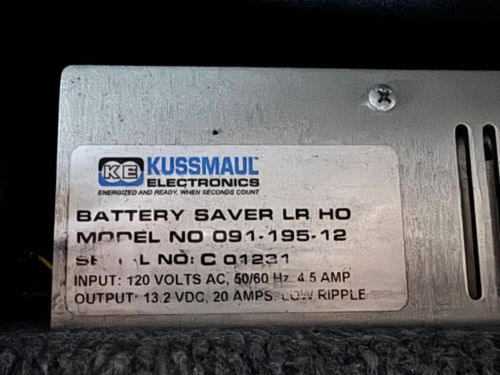 KE KUSSMAUL™
ELECTRONICS
ENERGIZED AND READY, WHEN SECONDS COUNT
BATTERY SAVER LR HO
MODEL NO 091-195-12
NO: C 01231
INPUT: 120 VOLTS AC, 50/60 Hz, 4.5 AMP
OUTPUT: 13.2 VDC, 20 AMPS, LOW RIPPLE